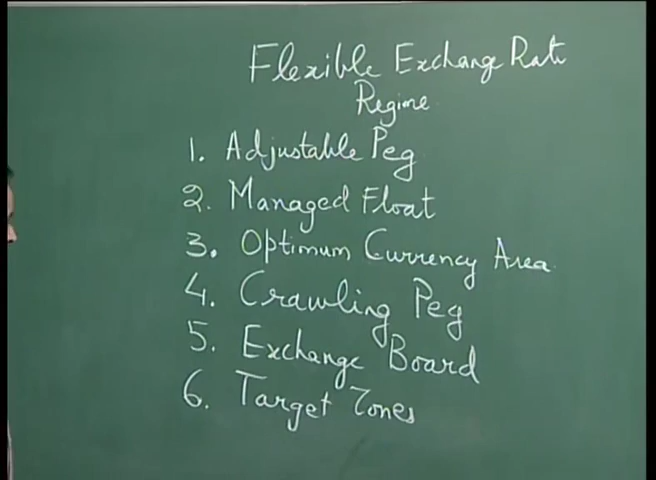 Flexible Exchange Rate
Regime
1. Adjustable Peg
2. Managed Float
3. Optimum Currency Area
4. Crawling Peg
5. Exchange Board
6. Target Zones